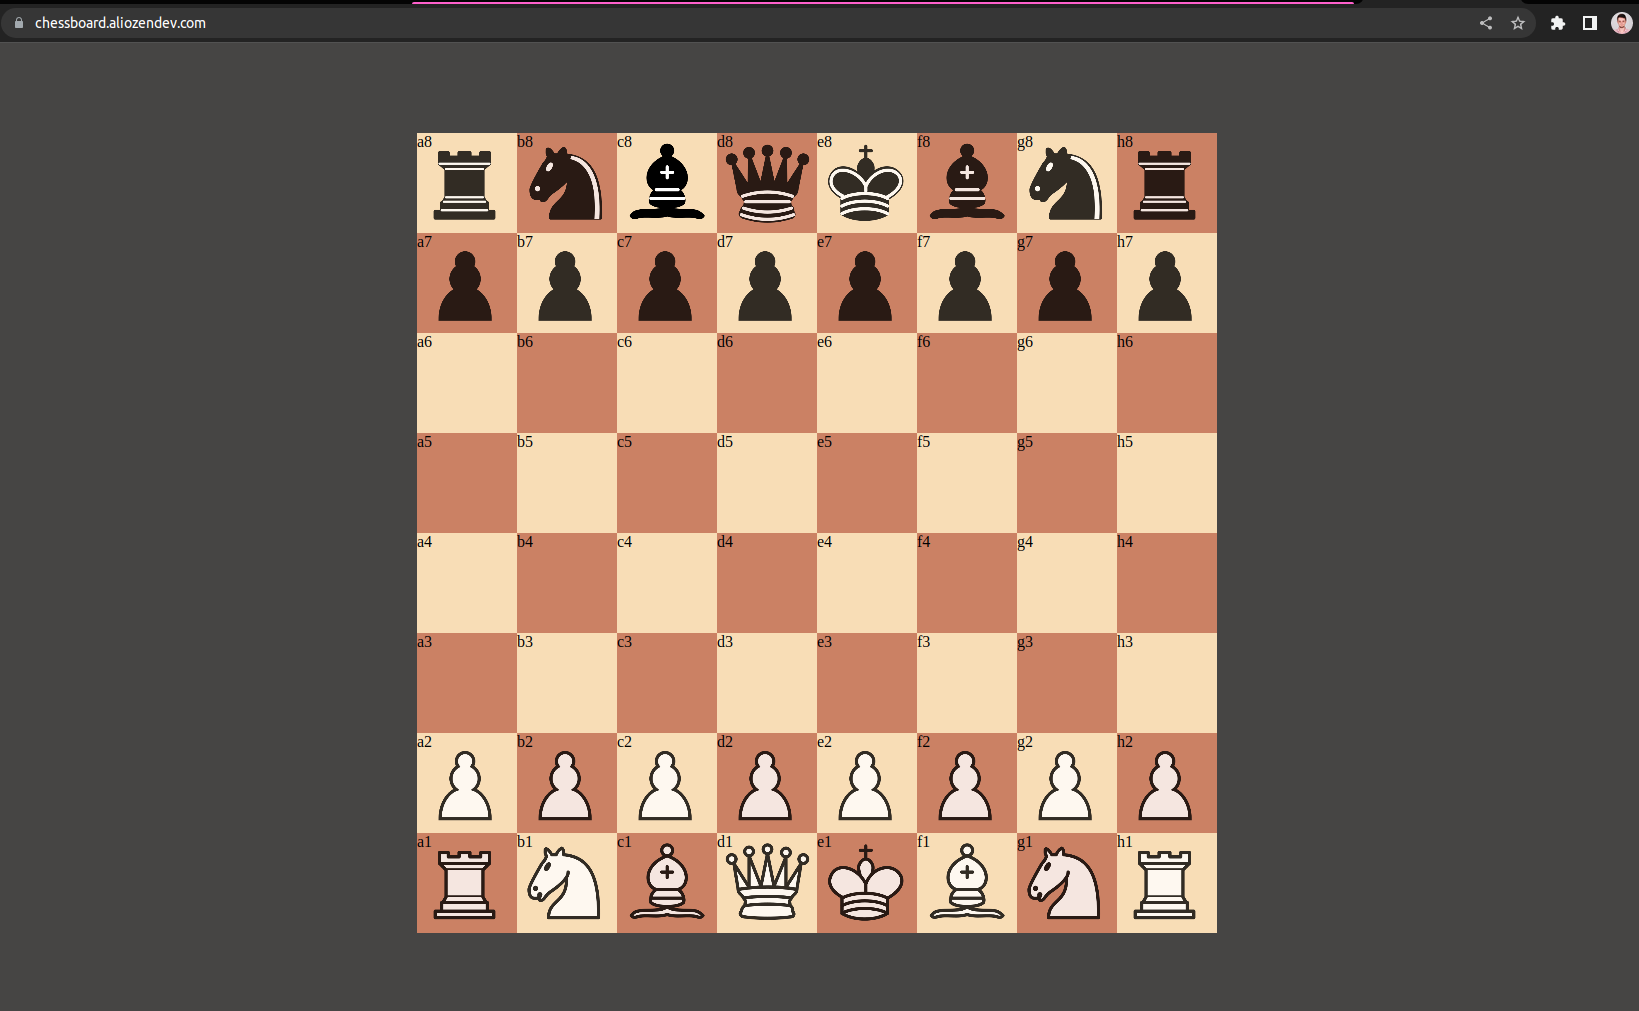 chessboard.aliozendev.com
a8 b8 c8 d8 e8 f8 g8 h8
a7 b7 c7 d7 e7 f7 g7 h7
a6 b6 c6 d6 e6 f6 g6 h6
a5 b5 c5 d5 e5 f5 g5 h5
a4 b4 c4 d4 e4 f4 g4 h4
a3 b3 c3 d3 e3 f3 g3 h3
a2 b2 c2 d2 e2 f2 g2 h2
a1 b1 c1 d1 e1 f1 g1 h1